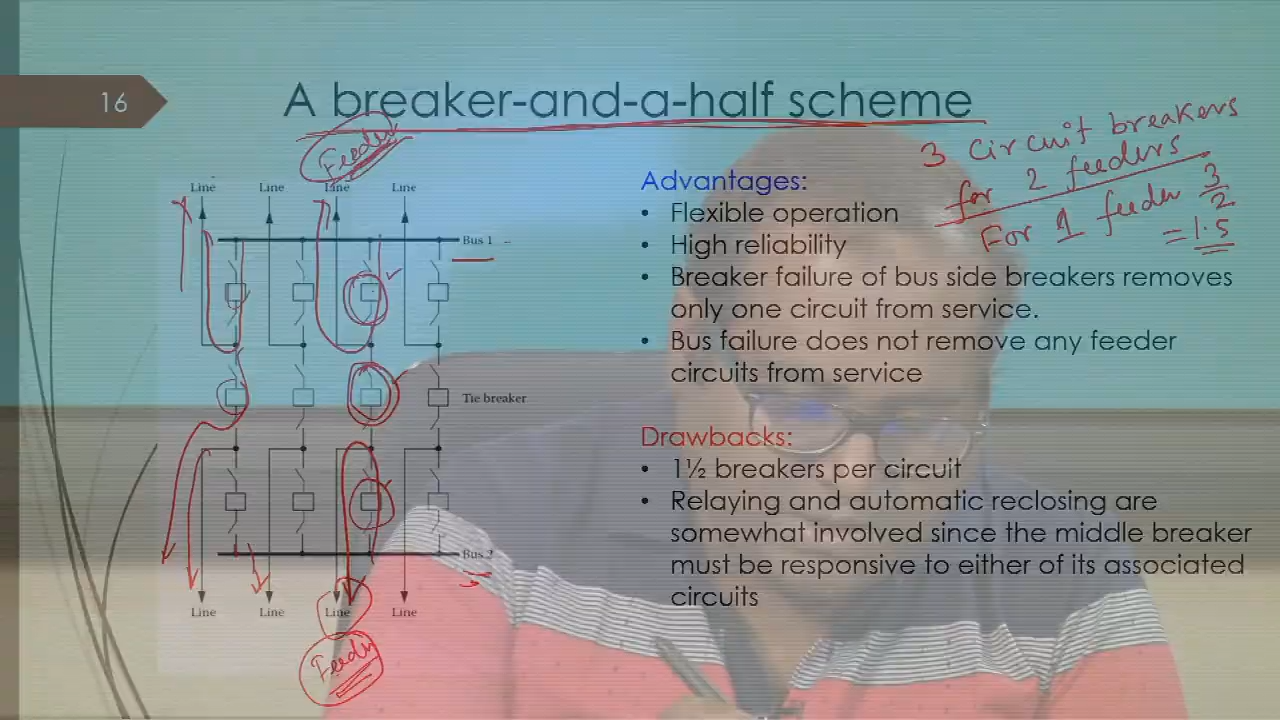 16
A breaker-and-a-half scheme
Feeder
Line Line Line Line
Bus 1
Tie breaker
Bus 2
Line Line Line Line
Feeder
3 Circuit breakers
for 2 feeders
For 1 feeder 3/2
= 1.5
Advantages:
• Flexible operation
• High reliability
• Breaker failure of bus side breakers removes
only one circuit from service.
• Bus failure does not remove any feeder
circuits from service
Drawbacks:
• 1½ breakers per circuit
• Relaying and automatic reclosing are
somewhat involved since the middle breaker
must be responsive to either of its associated
circuits